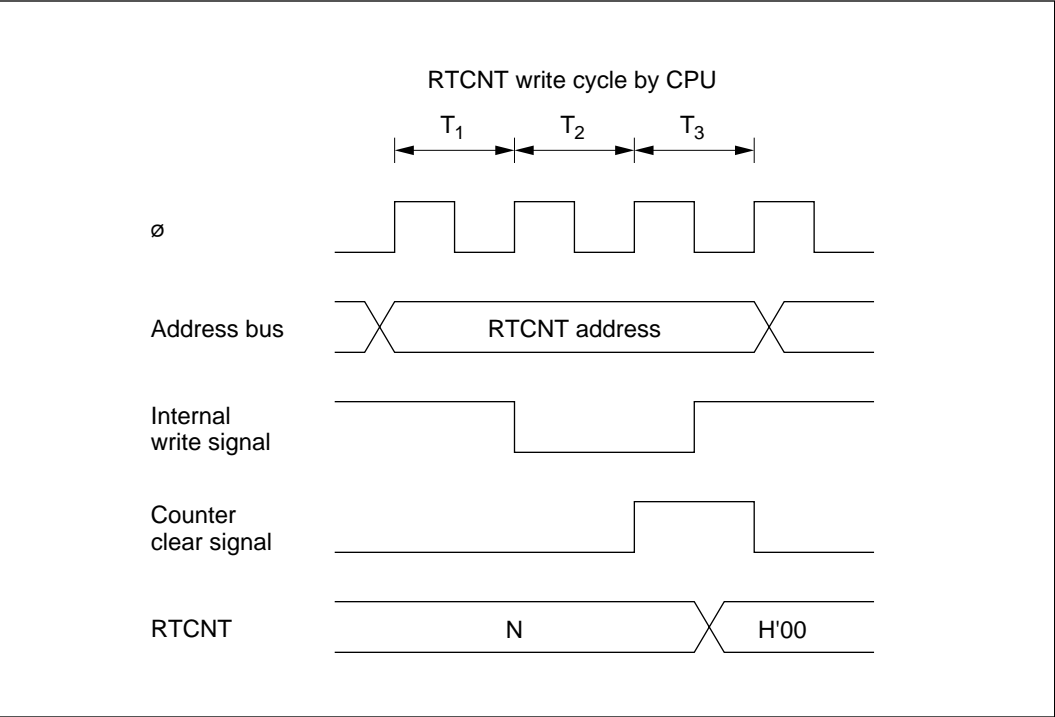 RTCNT write cycle by CPU
T₁ T₂ T₃
ø
Address bus
RTCNT address
Internal
write signal
Counter
clear signal
RTCNT
N
H'00